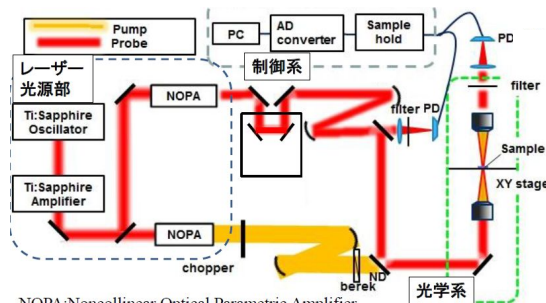 Pump
Probe
PC
AD
converter
Sample
hold
制御系
PD
レーザー
光源部
Ti:Sapphire
Oscillator
NOPA
filter PD
filter
Sample
XY stage
Ti:Sapphire
Amplifier
NOPA
chopper
berek
ND
光学系
NOPA:Noncollinear Optical Parametric Amplifier